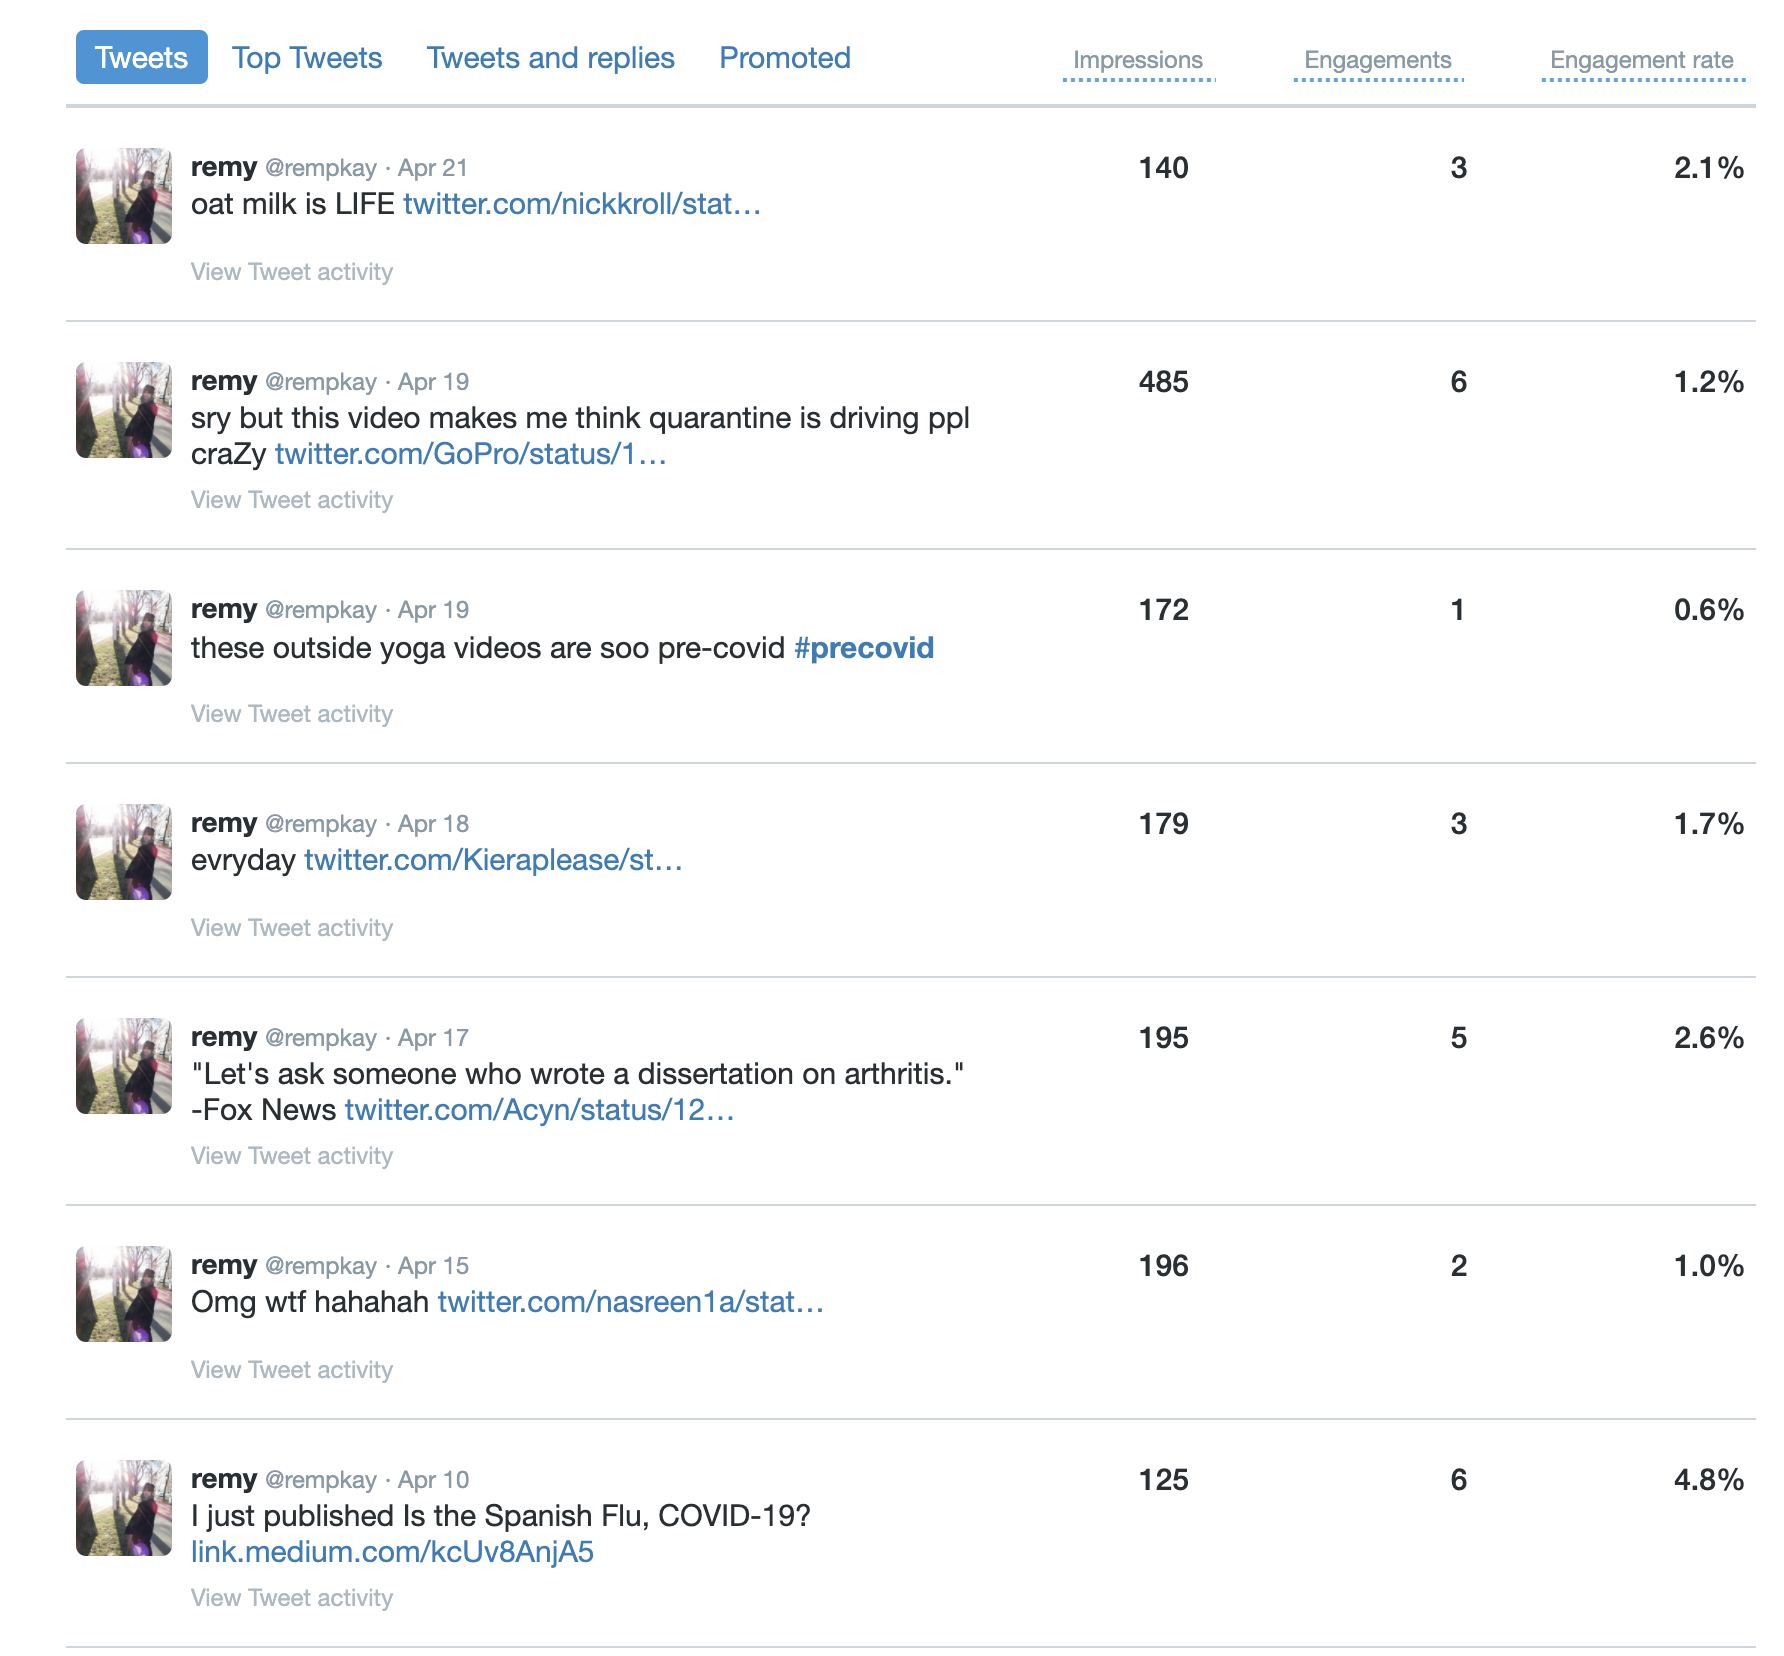 Tweets Top Tweets Tweets and replies Promoted Impressions Engagements Engagement rate
remy @rempkay · Apr 21 140 3 2.1%
oat milk is LIFE twitter.com/nickkroll/stat…
View Tweet activity
remy @rempkay · Apr 19 485 6 1.2%
sry but this video makes me think quarantine is driving ppl
craZy twitter.com/GoPro/status/1…
View Tweet activity
remy @rempkay · Apr 19 172 1 0.6%
these outside yoga videos are soo pre-covid #precovid
View Tweet activity
remy @rempkay · Apr 18 179 3 1.7%
evryday twitter.com/Kieraplease/st…
View Tweet activity
remy @rempkay · Apr 17 195 5 2.6%
"Let's ask someone who wrote a dissertation on arthritis."
-Fox News twitter.com/Acyn/status/12…
View Tweet activity
remy @rempkay · Apr 15 196 2 1.0%
Omg wtf hahahah twitter.com/nasreen1a/stat…
View Tweet activity
remy @rempkay · Apr 10 125 6 4.8%
I just published Is the Spanish Flu, COVID-19?
link.medium.com/kcUv8AnjA5
View Tweet activity